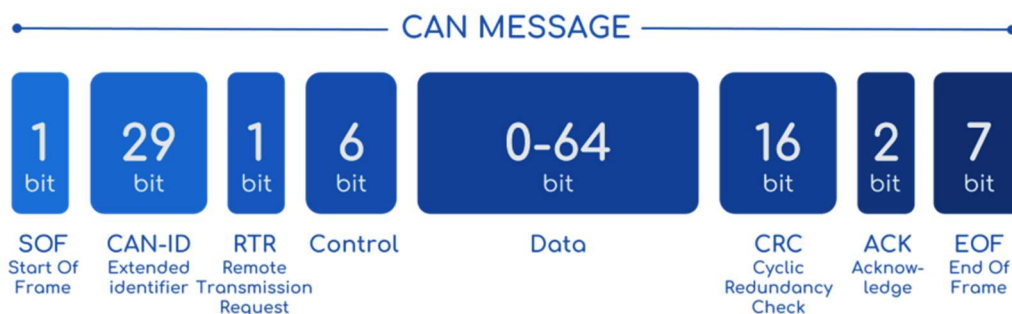 CAN MESSAGE
1 29 1 6 0-64 16 2 7
bit bit bit bit bit bit bit bit
SOF CAN-ID RTR Control Data CRC ACK EOF
Start Of Extended Remote Cyclic Acknow- End Of
Frame identifier Transmission Redundancy ledge Frame
Request Check